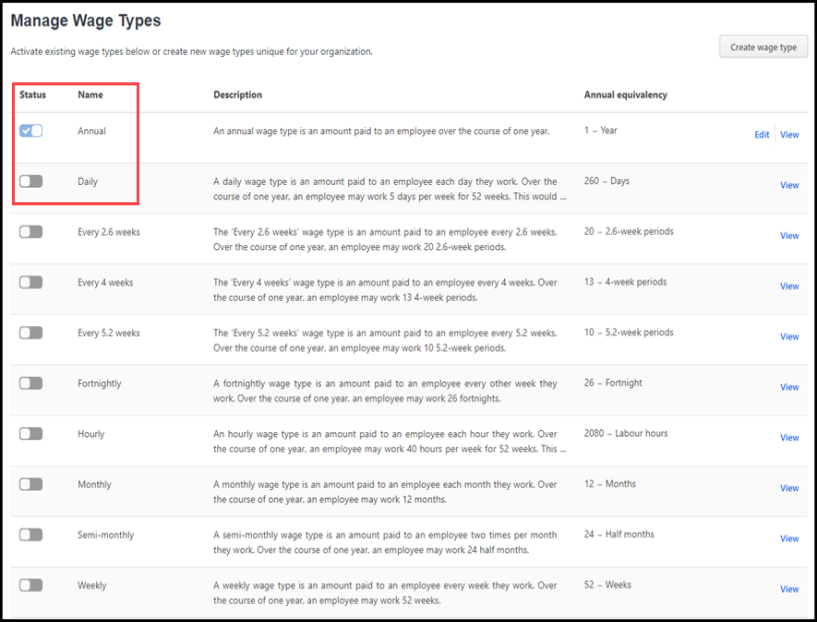 Manage Wage Types
Activate existing wage types below or create new wage types unique for your organization.
Create wage type
Status Name Description Annual equivalency
Annual An annual wage type is an amount paid to an employee over the course of one year. 1 – Year Edit View
Daily A daily wage type is an amount paid to an employee each day they work. Over the 260 – Days View
course of one year, an employee may work 5 days per week for 52 weeks. This would ...
Every 2.6 weeks The 'Every 2.6 weeks' wage type is an amount paid to an employee every 2.6 weeks. 20 – 2.6-week periods View
Over the course of one year, an employee may work 20 2.6-week periods.
Every 4 weeks The 'Every 4 weeks' wage type is an amount paid to an employee every 4 weeks. Over 13 – 4-week periods View
the course of one year, an employee may work 13 4-week periods.
Every 5.2 weeks The 'Every 5.2 weeks' wage type is an amount paid to an employee every 5.2 weeks. 10 – 5.2-week periods View
Over the course of one year, an employee may work 10 5.2-week periods.
Fortnightly A fortnightly wage type is an amount paid to an employee every other week they 26 – Fortnight View
work. Over the course of one year, an employee may work 26 fortnights.
Hourly An hourly wage type is an amount paid to an employee each hour they work. Over 2080 – Labour hours View
the course of one year, an employee may work 40 hours per week for 52 weeks. This ...
Monthly A monthly wage type is an amount paid to an employee each month they work. Over 12 – Months View
the course of one year, an employee may work 12 months.
Semi-monthly A semi-monthly wage type is an amount paid to an employee two times per month 24 – Half months View
they work. Over the course of one year, an employee may work 24 half months.
Weekly A weekly wage type is an amount paid to an employee every week they work. Over 52 – Weeks View
the course of one year, an employee may work 52 weeks.